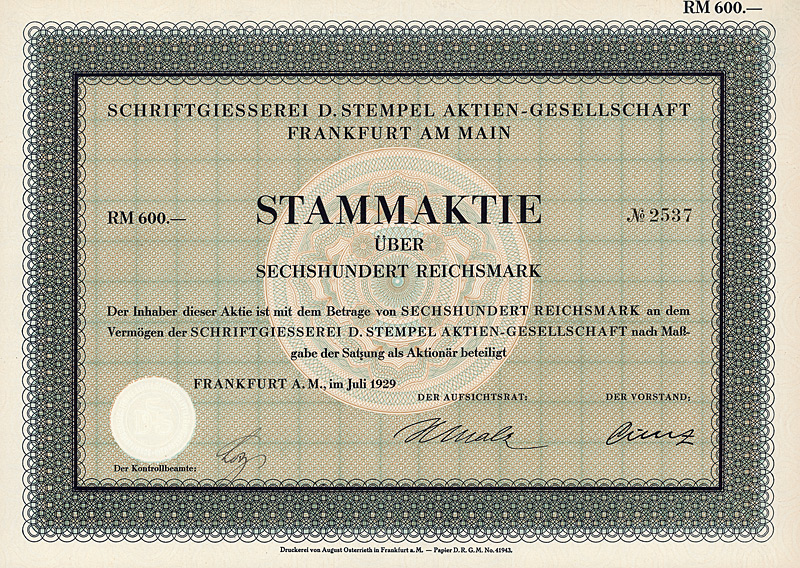 RM 600.—
SCHRIFTGIESSEREI D. STEMPEL AKTIEN-GESELLSCHAFT
FRANKFURT AM MAIN
RM 600.— STAMMAKTIE № 2537
ÜBER
SECHSHUNDERT REICHSMARK
Der Inhaber dieser Aktie ist mit dem Betrage von SECHSHUNDERT REICHSMARK an dem
Vermögen der SCHRIFTGIESSEREI D. STEMPEL AKTIEN-GESELLSCHAFT nach Maß-
gabe der Satzung als Aktionär beteiligt
FRANKFURT A. M., im Juli 1929
DER AUFSICHTSRAT: DER VORSTAND:
Der Kontrollbeamte:
Druckerei von August Osterrieth in Frankfurt a. M. — Papier D. R. G. M. No. 41943.